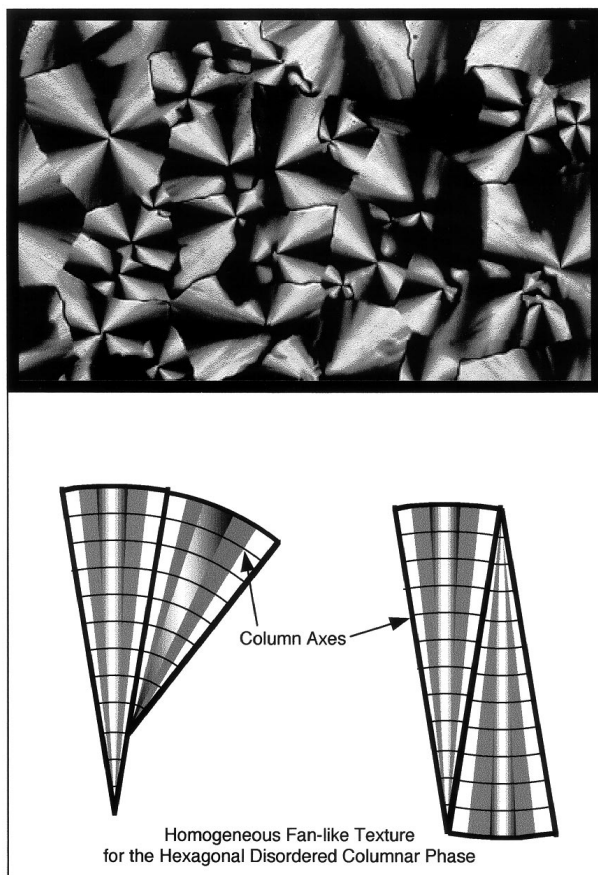 Column Axes
Homogeneous Fan-like Texture
for the Hexagonal Disordered Columnar Phase